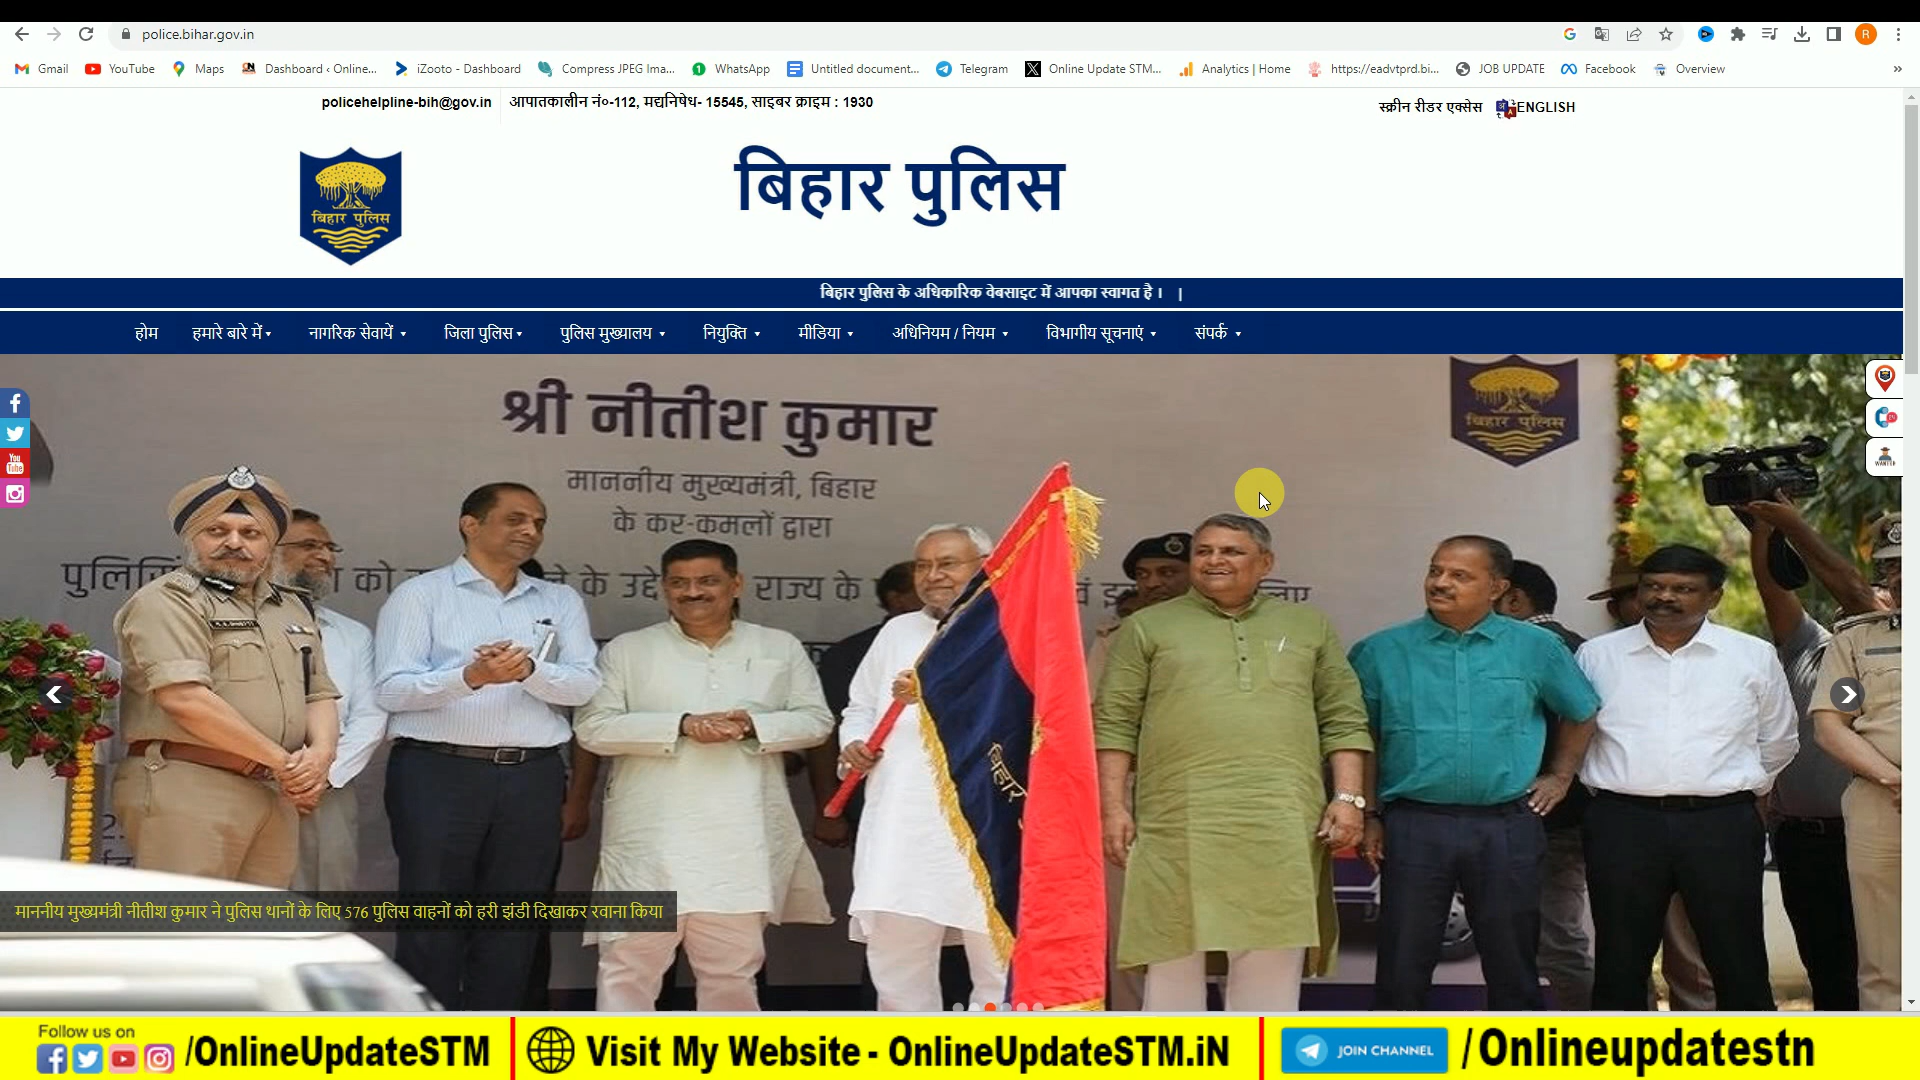 police.bihar.gov.in
Gmail YouTube Maps Dashboard ‹ Online... iZooto - Dashboard Compress JPEG Ima... WhatsApp Untitled document... Telegram Online Update STM... Analytics | Home https://eadvtprd.bi... JOB UPDATE Facebook Overview »
policehelpline-bih@gov.in आपातकालीन नं०-112, मद्यनिषेध- 15545, साइबर क्राइम : 1930 स्क्रीन रीडर एक्सेस ENGLISH
बिहार पुलिस
बिहार पुलिस
बिहार पुलिस के अधिकारिक वेबसाइट में आपका स्वागत है । |
होम हमारे बारे में नागरिक सेवायें जिला पुलिस पुलिस मुख्यालय नियुक्ति मीडिया अधिनियम / नियम विभागीय सूचनाएं संपर्क
श्री नीतीश कुमार
बिहार पुलिस
माननीय मुख्यमंत्री, बिहार
के कर-कमलों द्वारा
को के उद्दे राज्य के
बिहार
माननीय मुख्यमंत्री नीतीश कुमार ने पुलिस थानों के लिए 576 पुलिस वाहनों को हरी झंडी दिखाकर रवाना किया
Follow us on
/OnlineUpdateSTM Visit My Website - OnlineUpdateSTM.iN JOIN CHANNEL /Onlineupdatestn